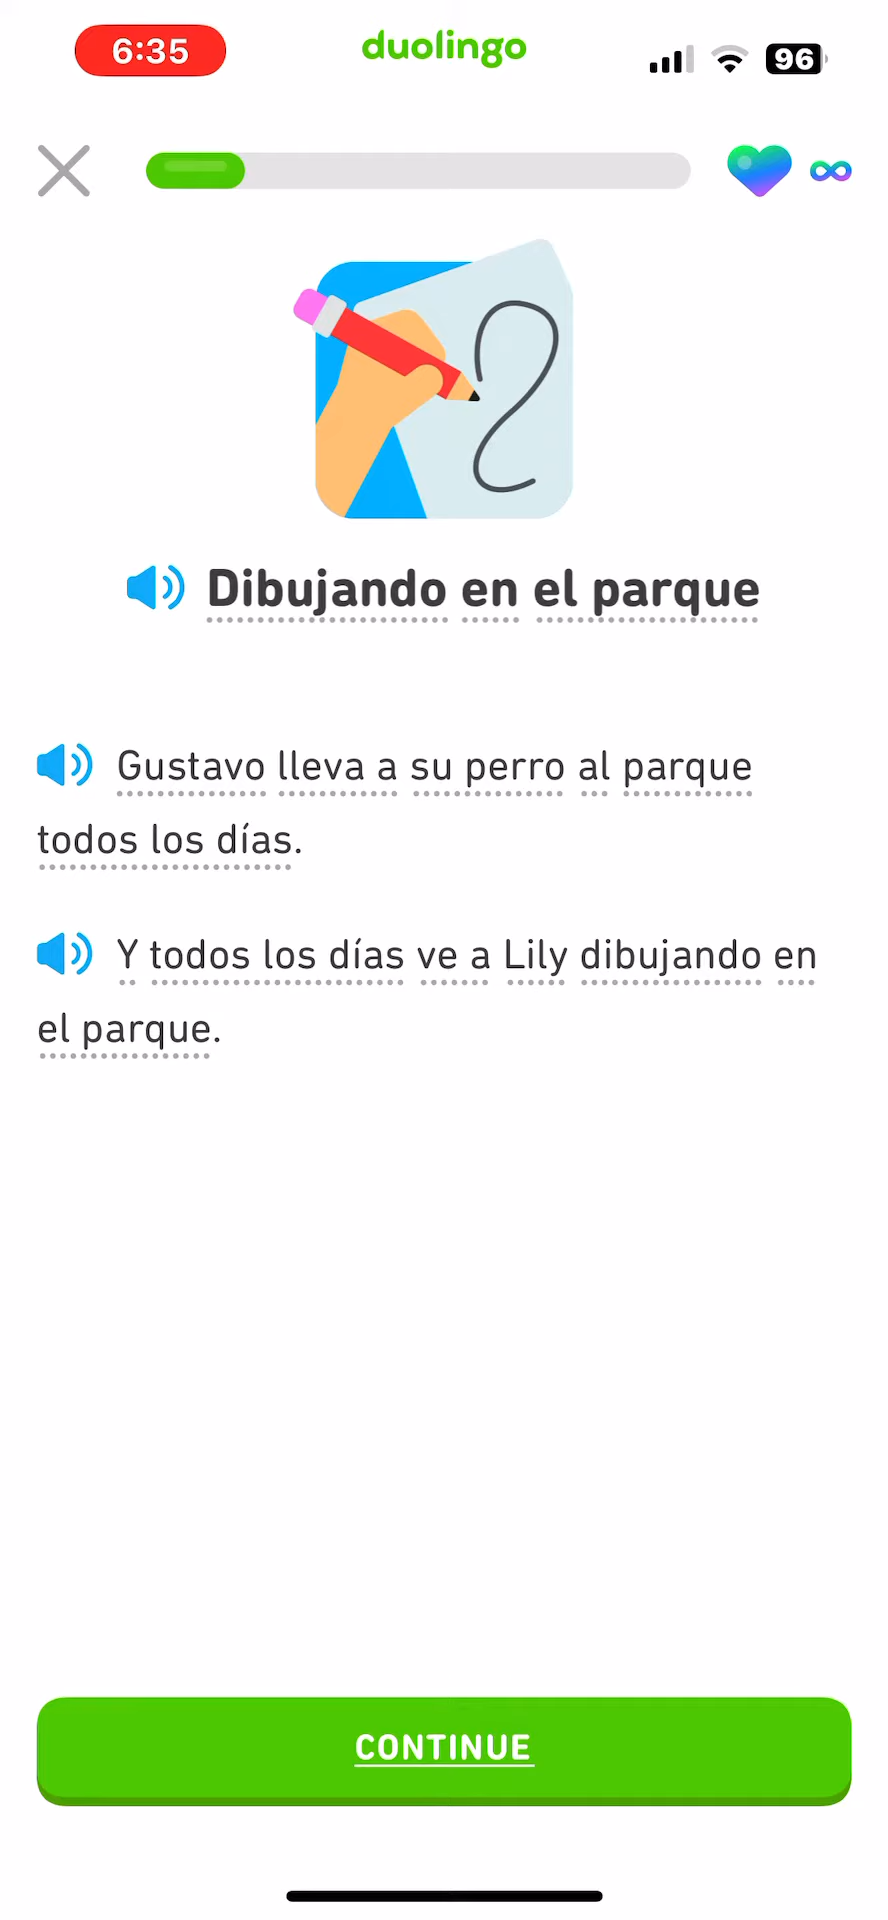 6:35
duolingo
96
Dibujando en el parque
Gustavo lleva a su perro al parque
todos los días.
Y todos los días ve a Lily dibujando en
el parque.
CONTINUE